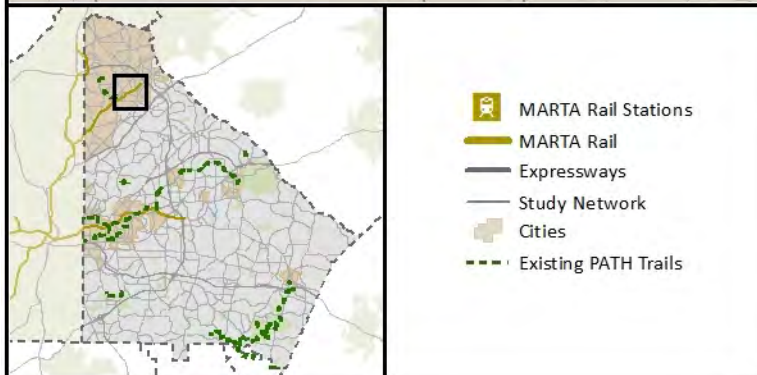 MARTA Rail Stations
MARTA Rail
Expressways
Study Network
Cities
Existing PATH Trails